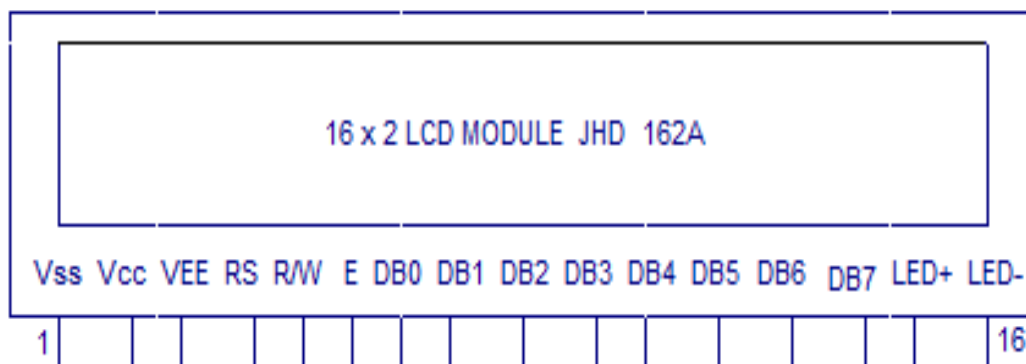 16 x 2 LCD MODULE JHD 162A
Vss Vcc VEE RS R/W E DB0 DB1 DB2 DB3 DB4 DB5 DB6 DB7 LED+ LED-
1 16